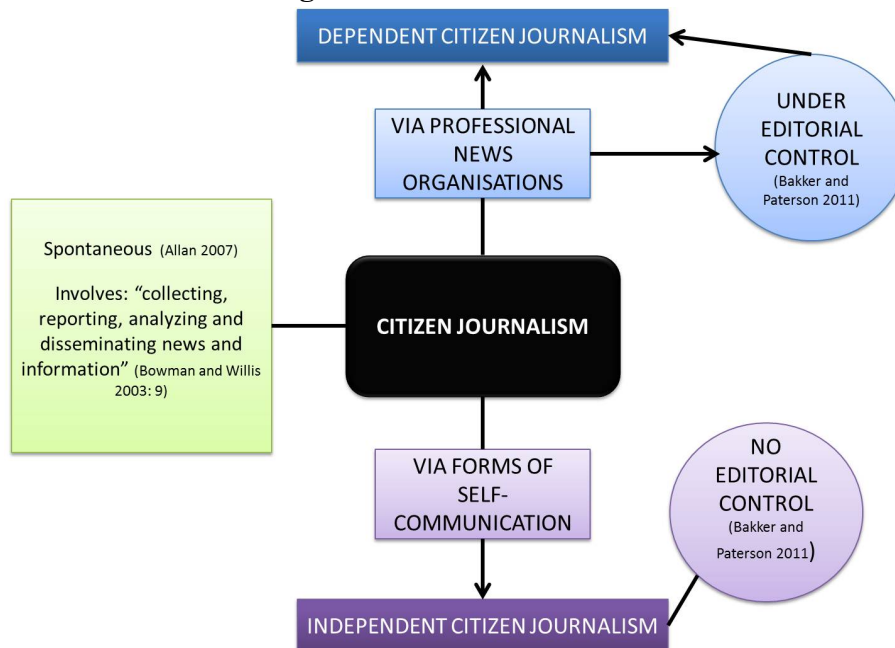 DEPENDENT CITIZEN JOURNALISM
VIA PROFESSIONAL
NEWS
ORGANISATIONS
UNDER
EDITORIAL
CONTROL
(Bakker and
Paterson 2011)
Spontaneous (Allan 2007)
Involves: “collecting,
reporting, analyzing and
disseminating news and
information” (Bowman and Willis
2003: 9)
CITIZEN JOURNALISM
VIA FORMS OF
SELF-
COMMUNICATION
NO
EDITORIAL
CONTROL
(Bakker and
Paterson 2011)
INDEPENDENT CITIZEN JOURNALISM